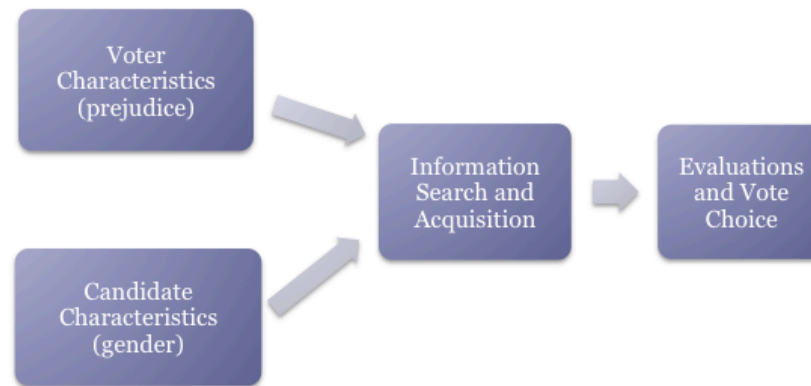 Voter
Characteristics
(prejudice)
Candidate
Characteristics
(gender)
Information
Search and
Acquisition
Evaluations
and Vote
Choice